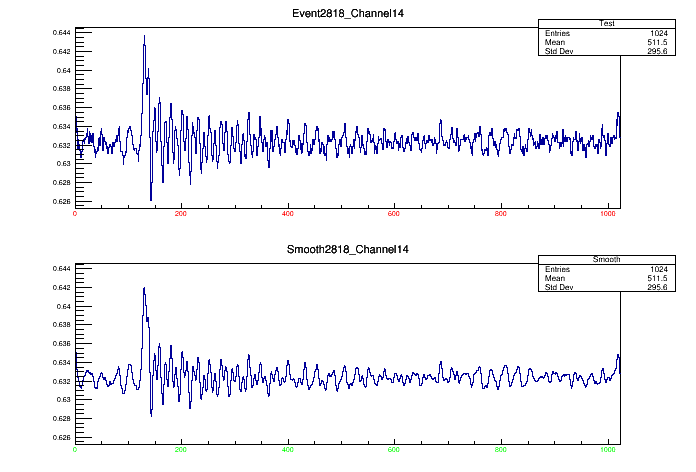 Event2818_Channel14
Test
Entries 1024
Mean 511.5
Std Dev 295.6
0.644
0.642
0.64
0.638
0.636
0.634
0.632
0.63
0.628
0.626
0 200 400 600 800 1000
Smooth2818_Channel14
Smooth
Entries 1024
Mean 511.5
Std Dev 295.6
0.644
0.642
0.64
0.638
0.636
0.634
0.632
0.63
0.628
0.626
0 200 400 600 800 1000